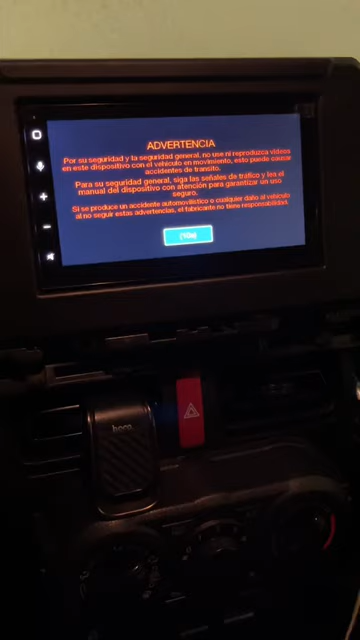 ADVERTENCIA
Por su seguridad y la seguridad general, no use ni reproduzca videos
en este dispositivo con el vehículo en movimiento, esto puede causar
accidentes de transito.
Para su seguridad general, siga las señales de tráfico y lea el
manual del dispositivo con atención para garantizar un uso
seguro.
Si se produce un accidente automovilístico o cualquier daño al vehículo
al no seguir estas advertencias, el fabricante no tiene responsabilidad.
hoco.